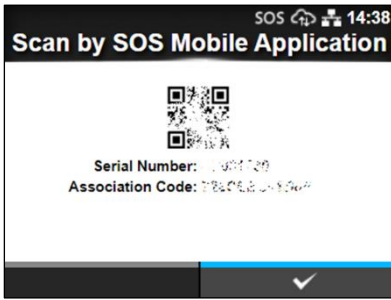 SOS 14:38
Scan by SOS Mobile Application
Serial Number:
Association Code: